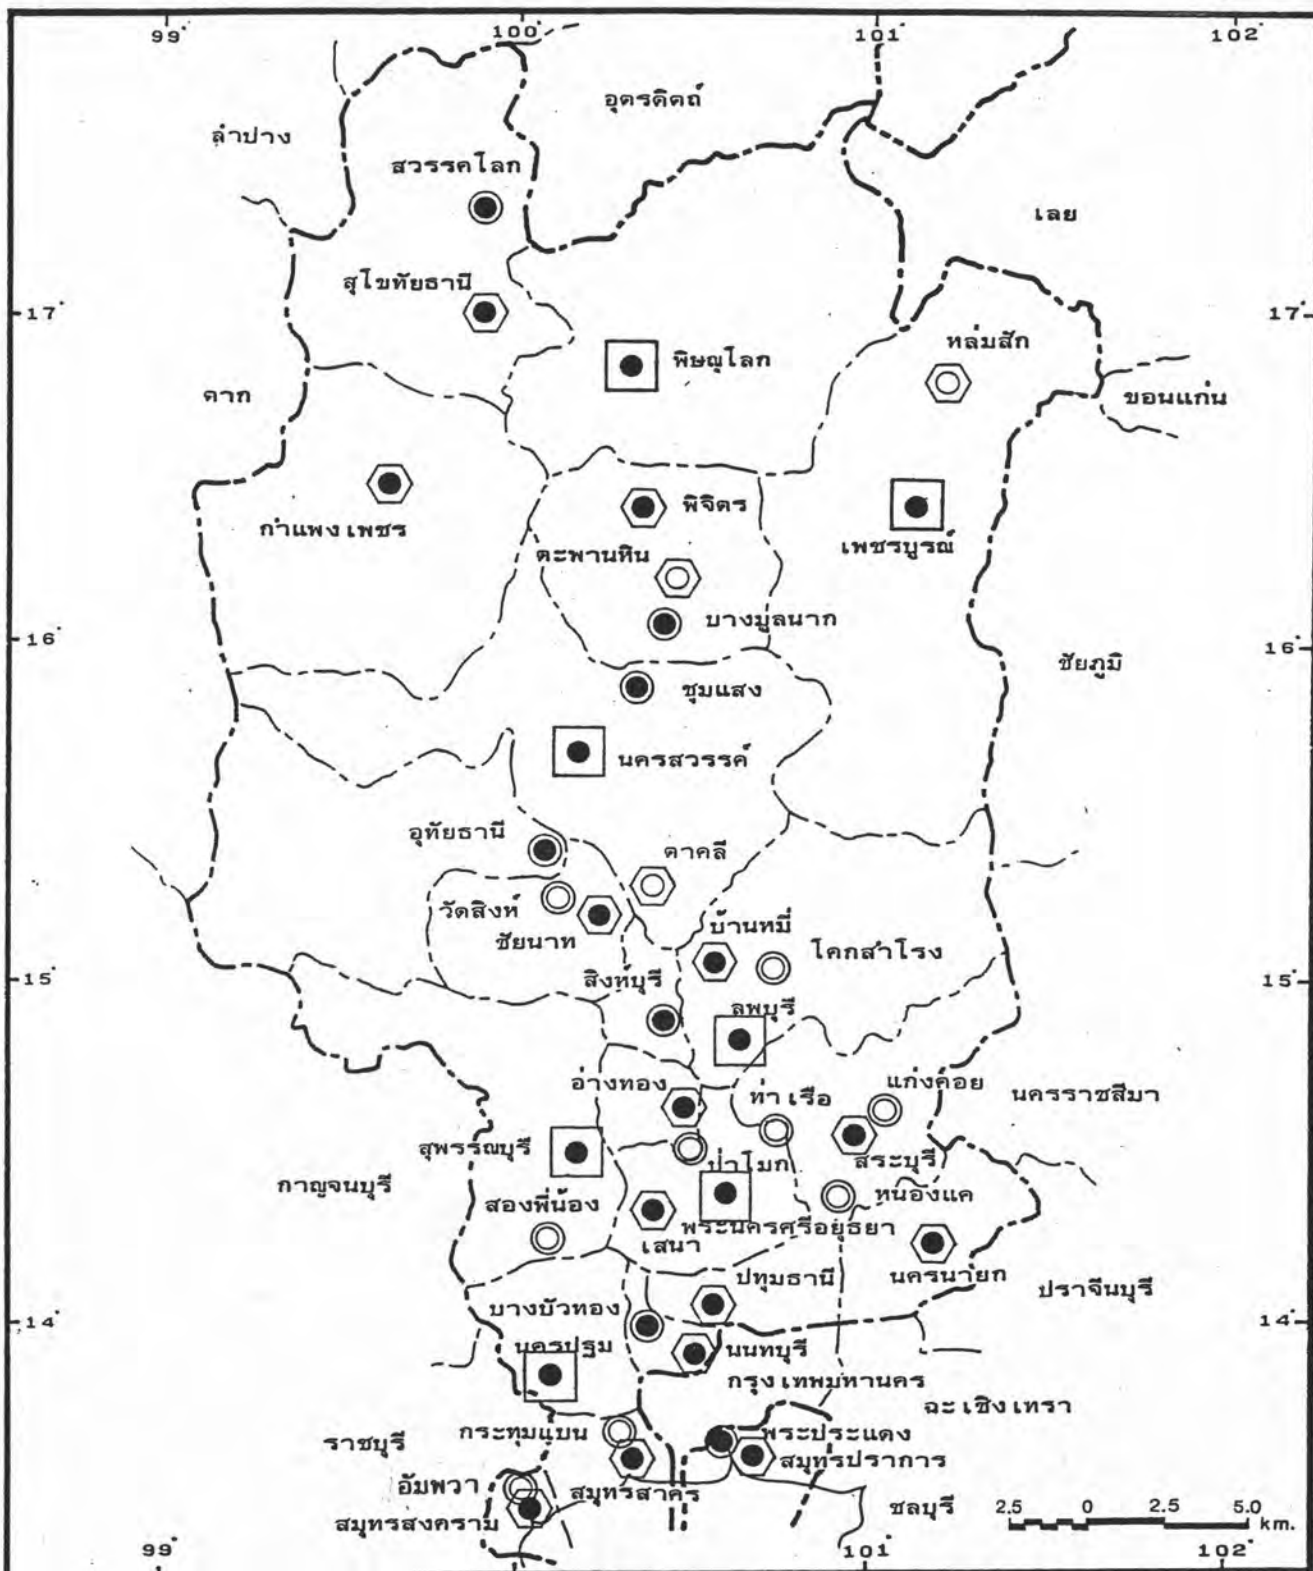 99° 100° 101° 102°
อุตรดิตถ์
ลำปาง
สวรรคโลก
เลย
สุโขทัยธานี
17° 17°
หล่มสัก
พิษณุโลก
ตาก
ขอนแก่น
พิจิตร
กำแพงเพชร
เพชรบูรณ์
ตะพานหิน
บางมูลนาก
16° 16°
ชัยภูมิ
ชุมแสง
นครสวรรค์
อุทัยธานี
ตาคลี
วัดสิงห์
บ้านหมี่
ชัยนาท
โคกสำโรง
สิงห์บุรี
15° 15°
ลพบุรี
อ่างทอง
ท่าเรือ
แก่งคอย
นครราชสีมา
สุพรรณบุรี
ป่าโมก
สระบุรี
กาญจนบุรี
หนองแค
สองพี่น้อง
พระนครศรีอยุธยา
เสนา
นครนายก
ปทุมธานี
ปราจีนบุรี
บางบัวทอง
14° 14°
นครปฐม
นนทบุรี
กรุงเทพมหานคร
ฉะเชิงเทรา
กระทุ่มแบน
พระประแดง
ราชบุรี
สมุทรปราการ
อัมพวา
สมุทรสาคร
ชลบุรี
2.5 0 2.5 5.0
km.
สมุทรสงคราม
99° 101° 102°